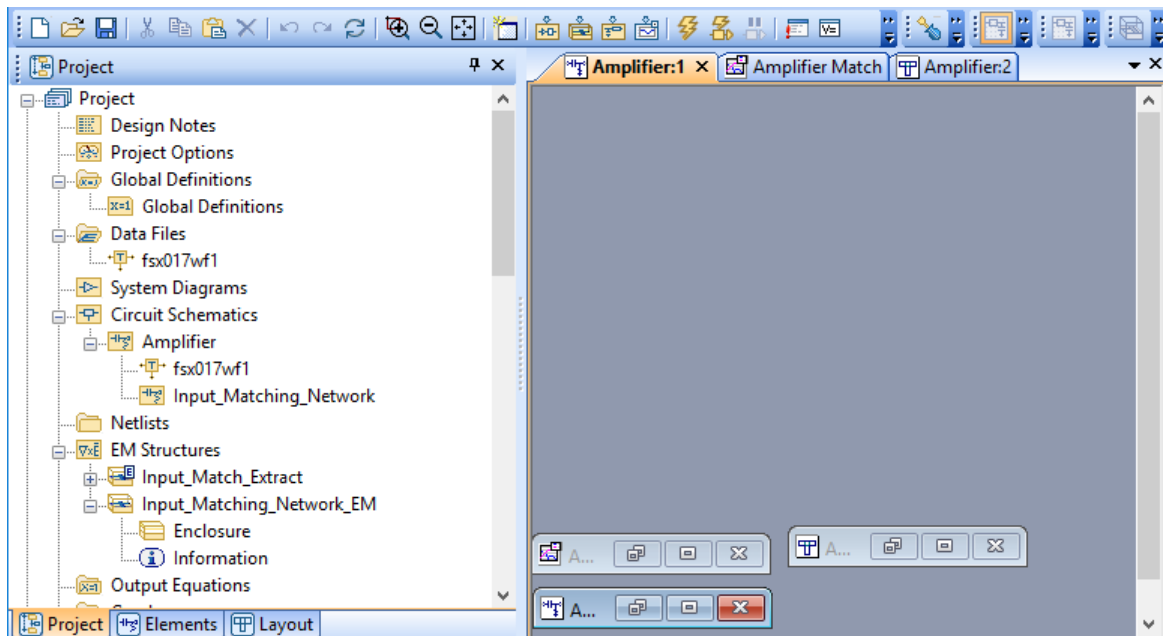 Project
Amplifier:1
Amplifier Match
Amplifier:2
Project
Design Notes
Project Options
Global Definitions
Global Definitions
Data Files
fsx017wf1
System Diagrams
Circuit Schematics
Amplifier
fsx017wf1
Input_Matching_Network
Netlists
EM Structures
Input_Match_Extract
Input_Matching_Network_EM
Enclosure
Information
Output Equations
A...
A...
A...
Project
Elements
Layout